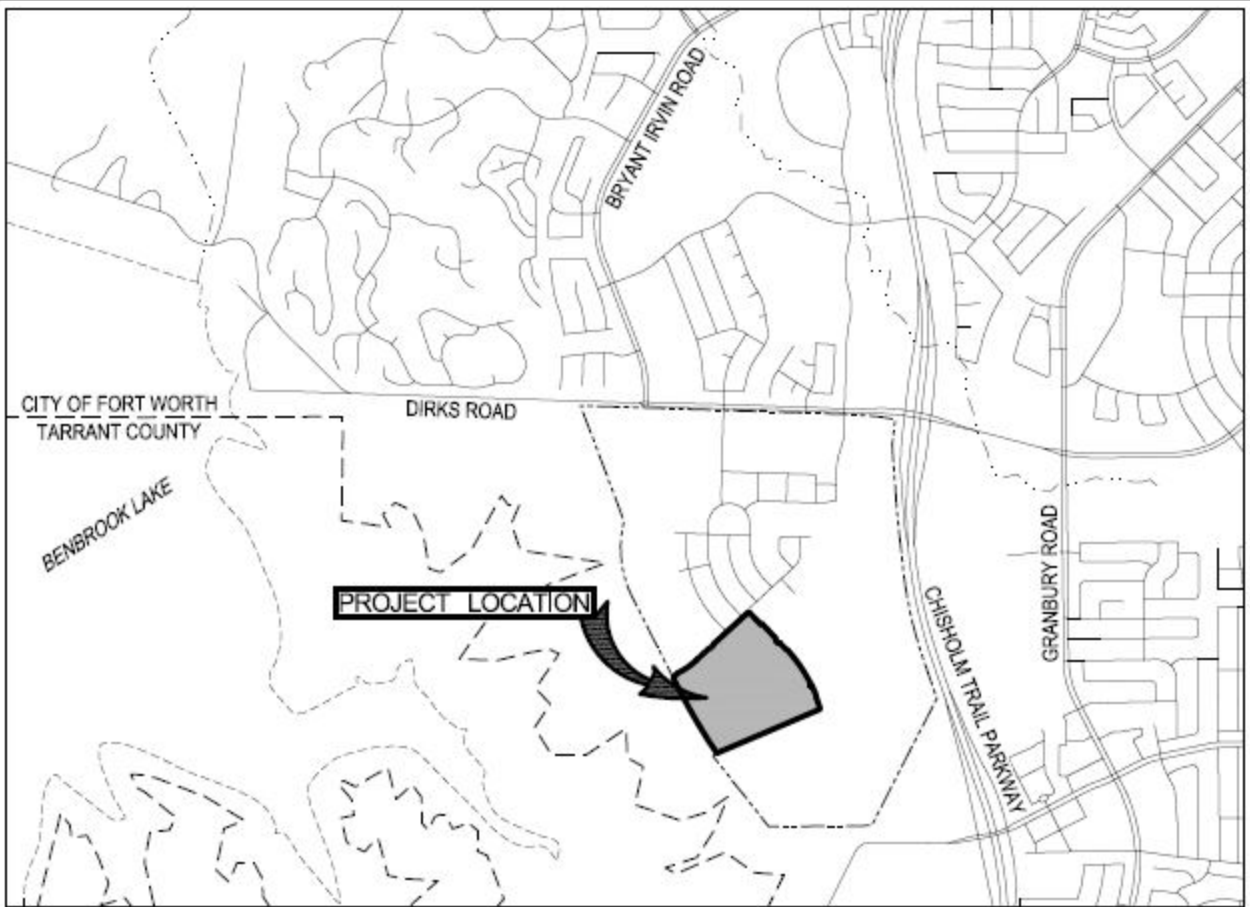 BRYANT IRVIN ROAD
CITY OF FORT WORTH
TARRANT COUNTY
DIRKS ROAD
BENBROOK LAKE
GRANBURY ROAD
PROJECT LOCATION
CHISHOLM TRAIL PARKWAY